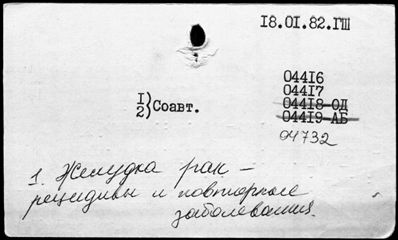 18.01.82.ГШ
04416
04417
04418-ОД
04419-АБ
04732
1/2} Соавт.
1. Желудка рак –
рецидивы и повторные
заболевания.